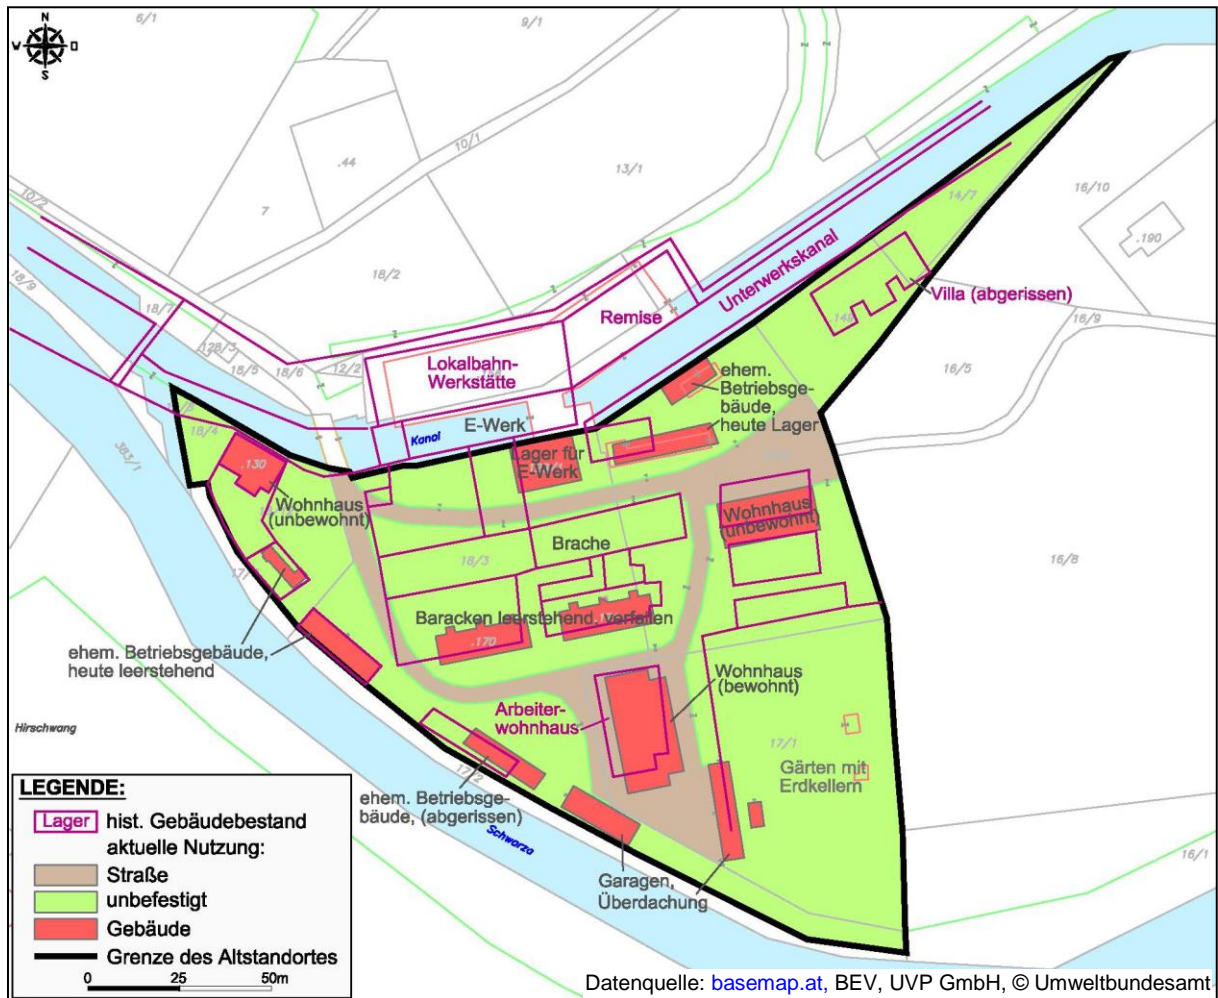 N
W O
S
6/1
9/1
10/1
.44
13/1
7
10/2
16/10
14/7
.190
18/2
18/9
18/7
Unterwerkskanal
Villa (abgerissen)
Remise
128/3
18/5
18/6
12/2
16/9
16/5
Lokalbahn-
Werkstätte
ehem.
Betriebsge-
bäude,
heute Lager
18/4
E-Werk
Kanal
383/1
.130
Lager für
E-Werk
Wohnhaus
(unbewohnt)
Wohnhaus
(unbewohnt)
Brache
18/3
16/8
17/
Baracken leerstehend, verfallen
.170
ehem. Betriebsgebäude,
heute leerstehend
Wohnhaus
(bewohnt)
Arbeiter-
wohnhaus
Hirschwang
17/1
17/2
Gärten mit
Erdkellern
ehem. Betriebsge-
bäude, (abgerissen)
Schwarza
16/1
Garagen,
Überdachung
LEGENDE:
Lager hist. Gebäudebestand
aktuelle Nutzung:
Straße
unbefestigt
Gebäude
Grenze des Altstandortes
0 25 50m
Datenquelle: basemap.at, BEV, UVP GmbH, © Umweltbundesamt